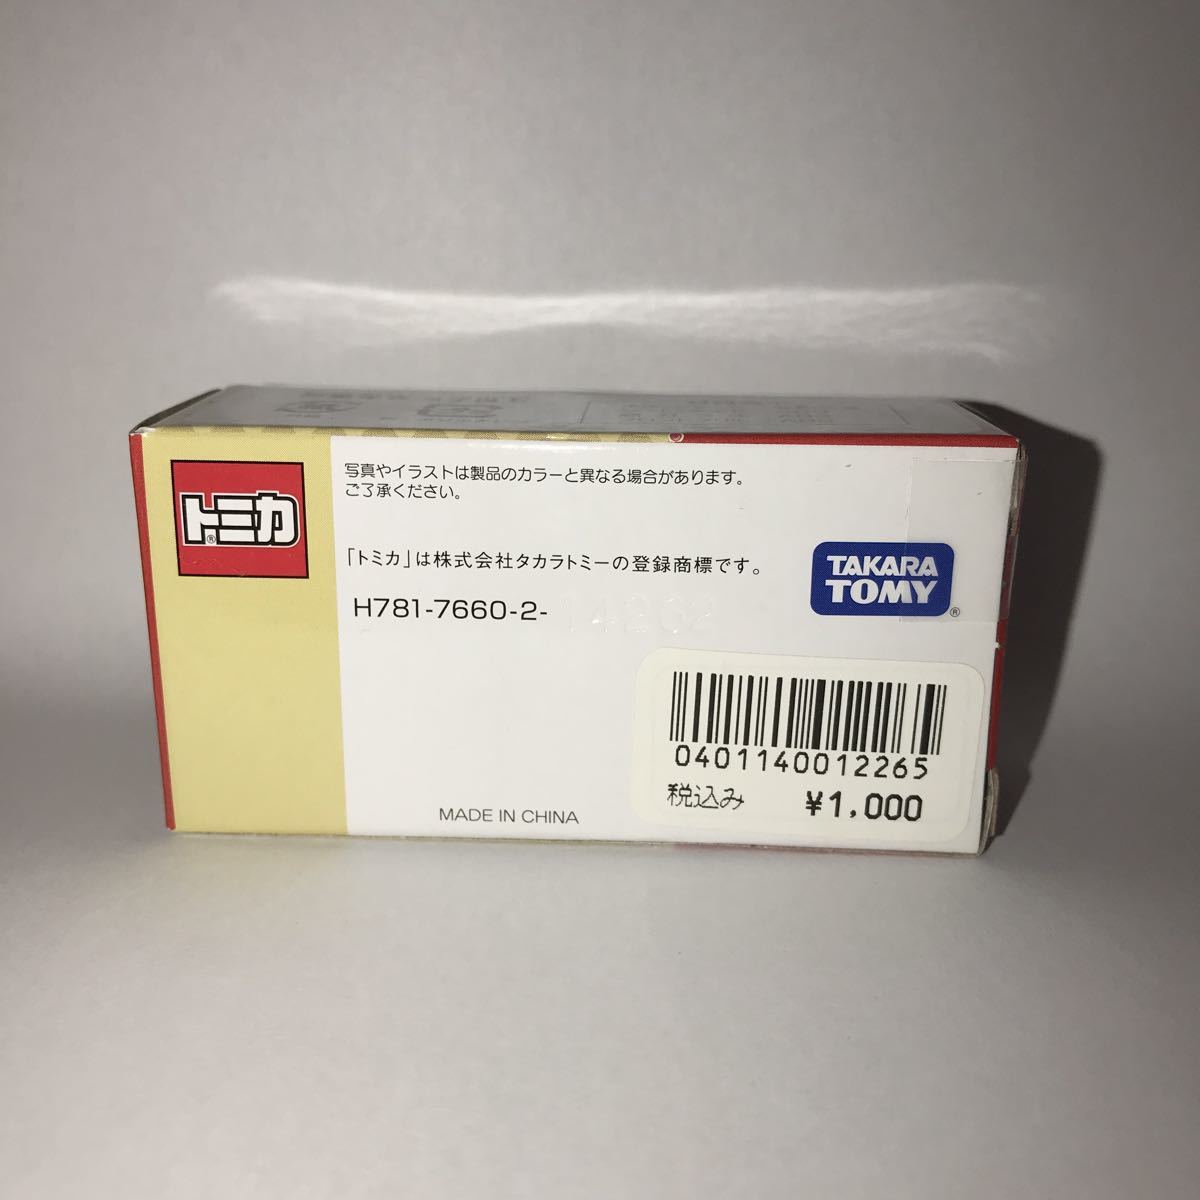 トミカ®
写真やイラストは製品のカラーと異なる場合があります。
ご了承ください。
「トミカ」は株式会社タカラトミーの登録商標です。
TAKARA
TOMY®
H781-7660-2-14262
0401140012265
税込み ¥1,000
MADE IN CHINA